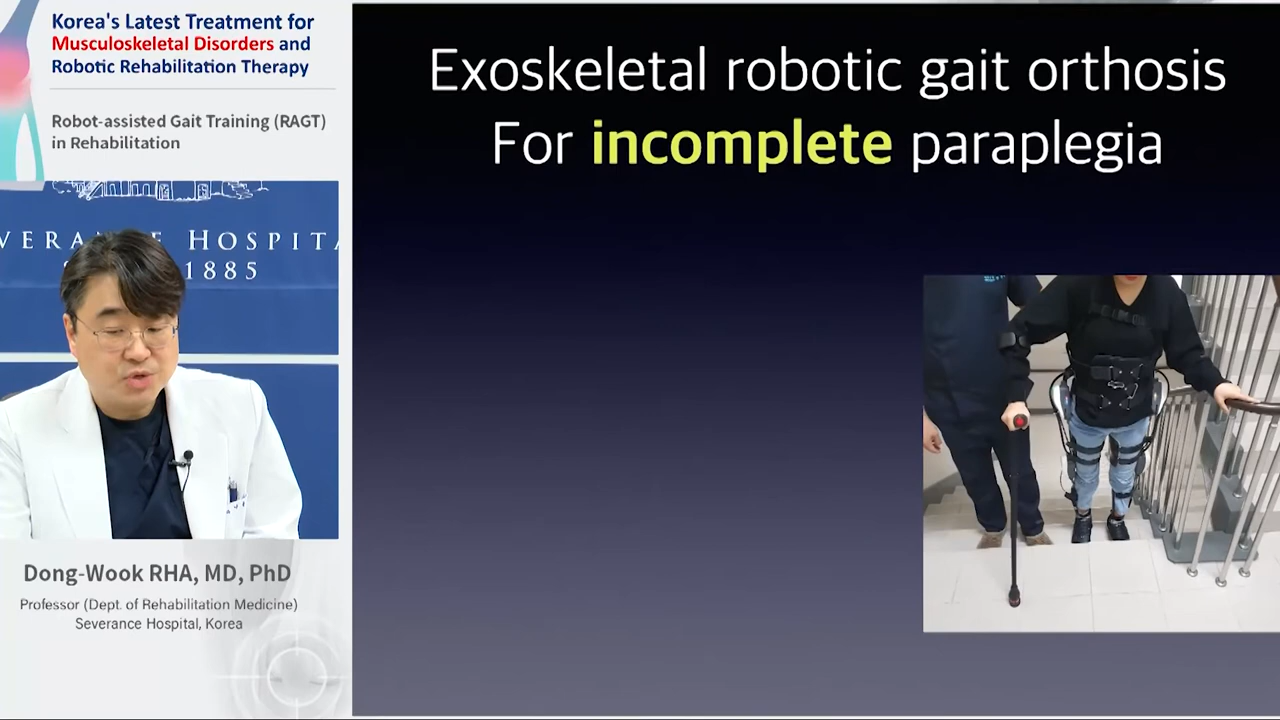 Korea's Latest Treatment for
Musculoskeletal Disorders and
Robotic Rehabilitation Therapy
Robot-assisted Gait Training (RAGT)
in Rehabilitation
HOSPITA
1885
Dong-Wook RHA, MD, PhD
Professor (Dept. of Rehabilitation Medicine)
Severance Hospital, Korea
Exoskeletal robotic gait orthosis
For incomplete paraplegia